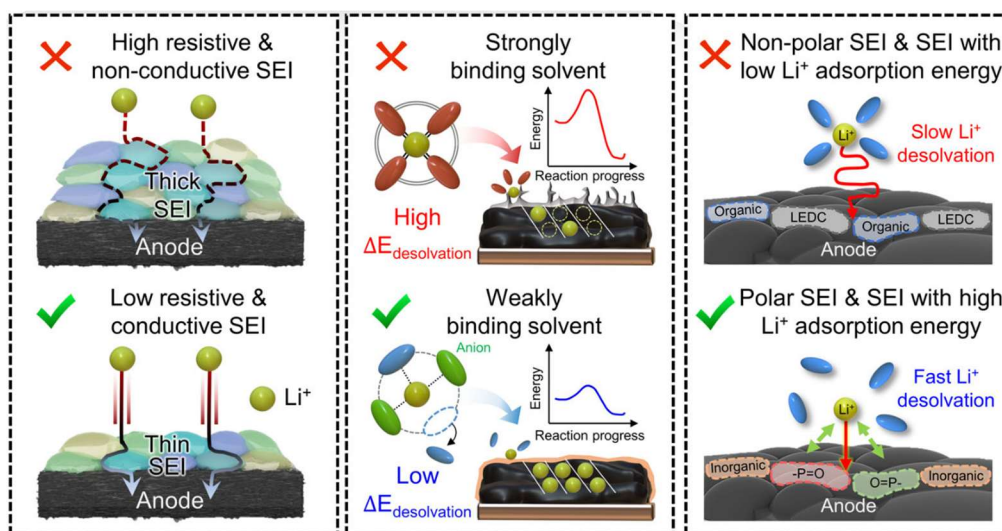 High resistive &
non-conductive SEI
Thick
SEI
Anode
Low resistive &
conductive SEI
Li⁺
Thin
SEI
Anode
Strongly
binding solvent
Energy
Reaction progress
High
ΔE_desolvation
Weakly
binding solvent
Anion
Energy
Reaction progress
Low
ΔE_desolvation
Non-polar SEI & SEI with
low Li⁺ adsorption energy
Li⁺
Slow Li⁺
desolvation
Organic
LEDC
Organic
LEDC
Anode
Polar SEI & SEI with high
Li⁺ adsorption energy
Fast Li⁺
desolvation
Li⁺
Inorganic
-P=O
O=P-
Inorganic
Anode